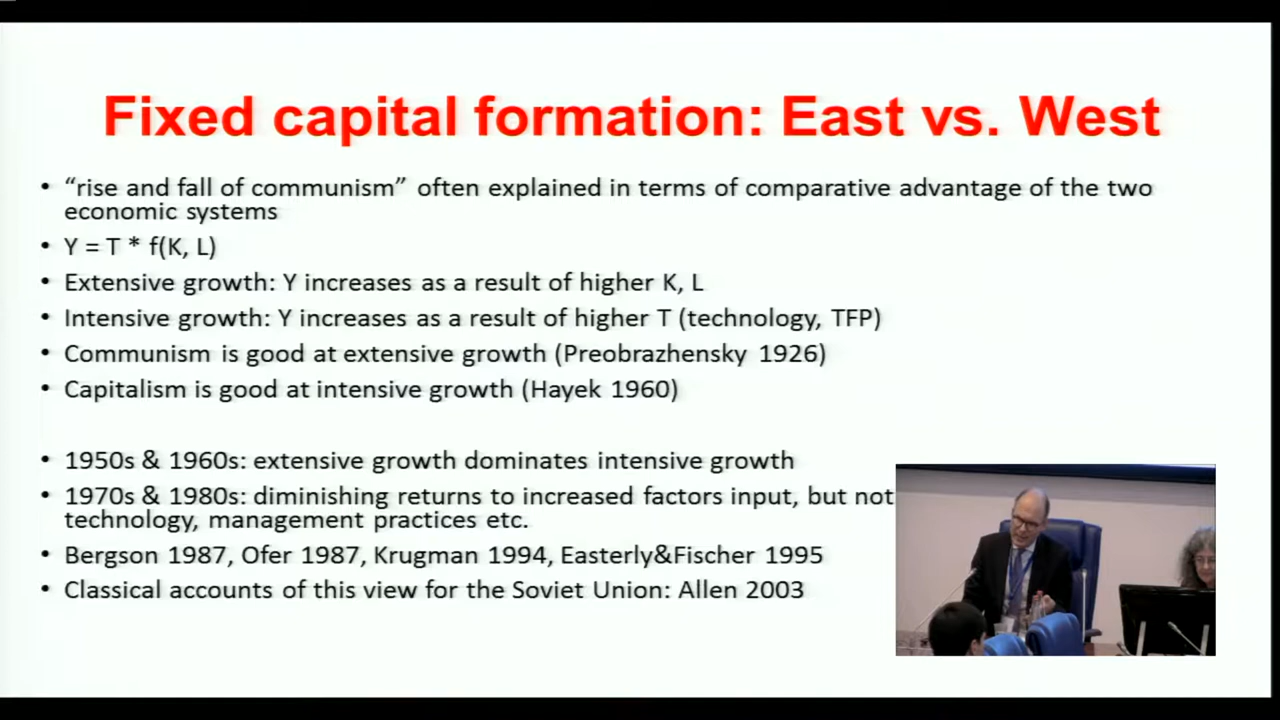 Fixed capital formation: East vs. West
• “rise and fall of communism” often explained in terms of comparative advantage of the two
economic systems
• Y = T * f(K, L)
• Extensive growth: Y increases as a result of higher K, L
• Intensive growth: Y increases as a result of higher T (technology, TFP)
• Communism is good at extensive growth (Preobrazhensky 1926)
• Capitalism is good at intensive growth (Hayek 1960)
• 1950s & 1960s: extensive growth dominates intensive growth
• 1970s & 1980s: diminishing returns to increased factors input, but not
technology, management practices etc.
• Bergson 1987, Ofer 1987, Krugman 1994, Easterly&Fischer 1995
• Classical accounts of this view for the Soviet Union: Allen 2003